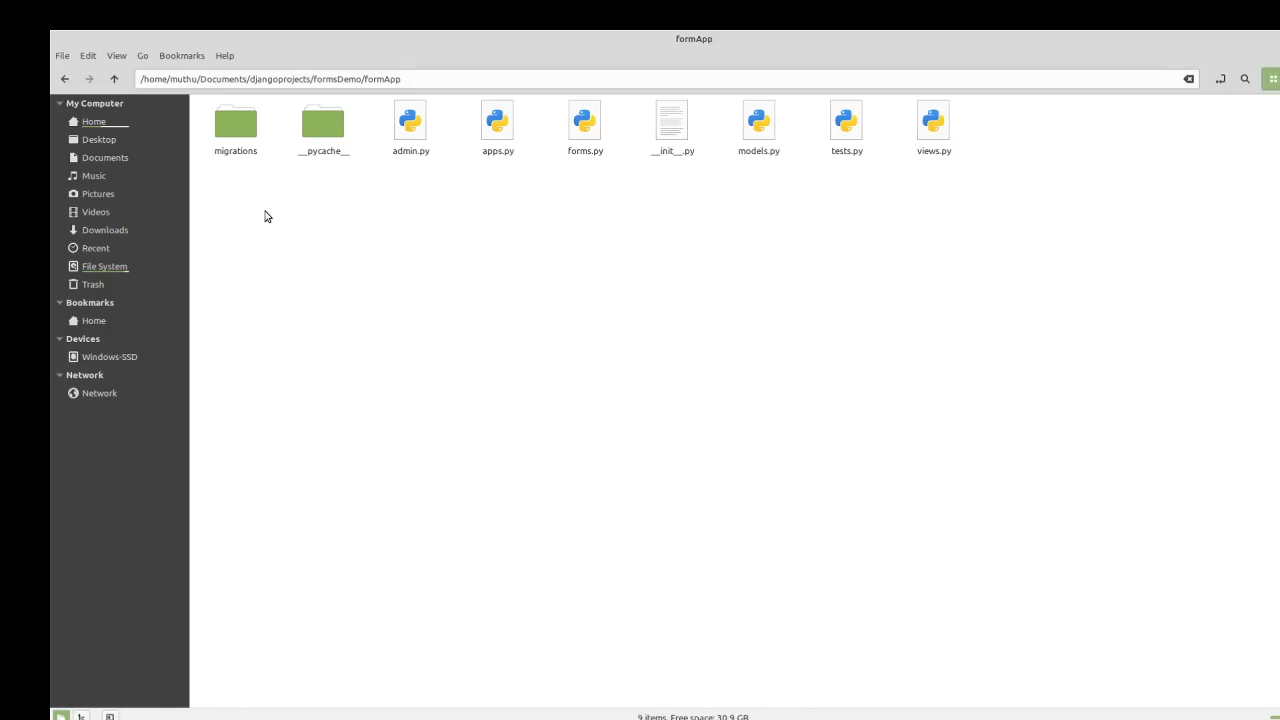 formApp
File Edit View Go Bookmarks Help
/home/muthu/Documents/djangoprojects/formsDemo/formApp
My Computer
Home
Desktop
Documents
Music
Pictures
Videos
Downloads
Recent
File System
Trash
Bookmarks
Home
Devices
Windows-SSD
Network
Network
migrations __pycache__ admin.py apps.py forms.py __init__.py models.py tests.py views.py
9 items, Free space: 30.9 GB